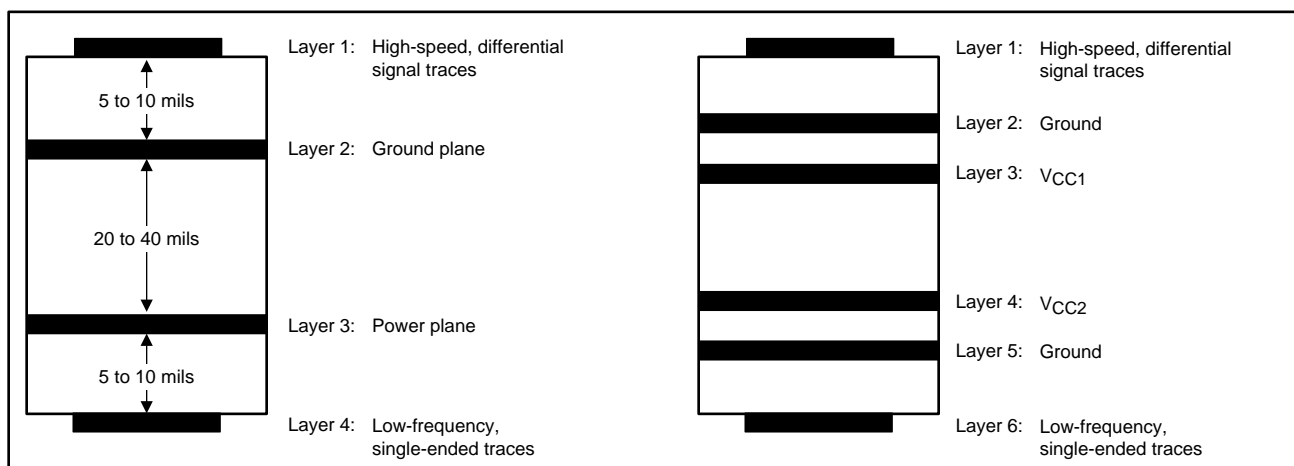 Layer 1: High-speed, differential
signal traces
5 to 10 mils
Layer 2: Ground plane
20 to 40 mils
Layer 3: Power plane
5 to 10 mils
Layer 4: Low-frequency,
single-ended traces
Layer 1: High-speed, differential
signal traces
Layer 2: Ground
Layer 3: VCC1
Layer 4: VCC2
Layer 5: Ground
Layer 6: Low-frequency,
single-ended traces